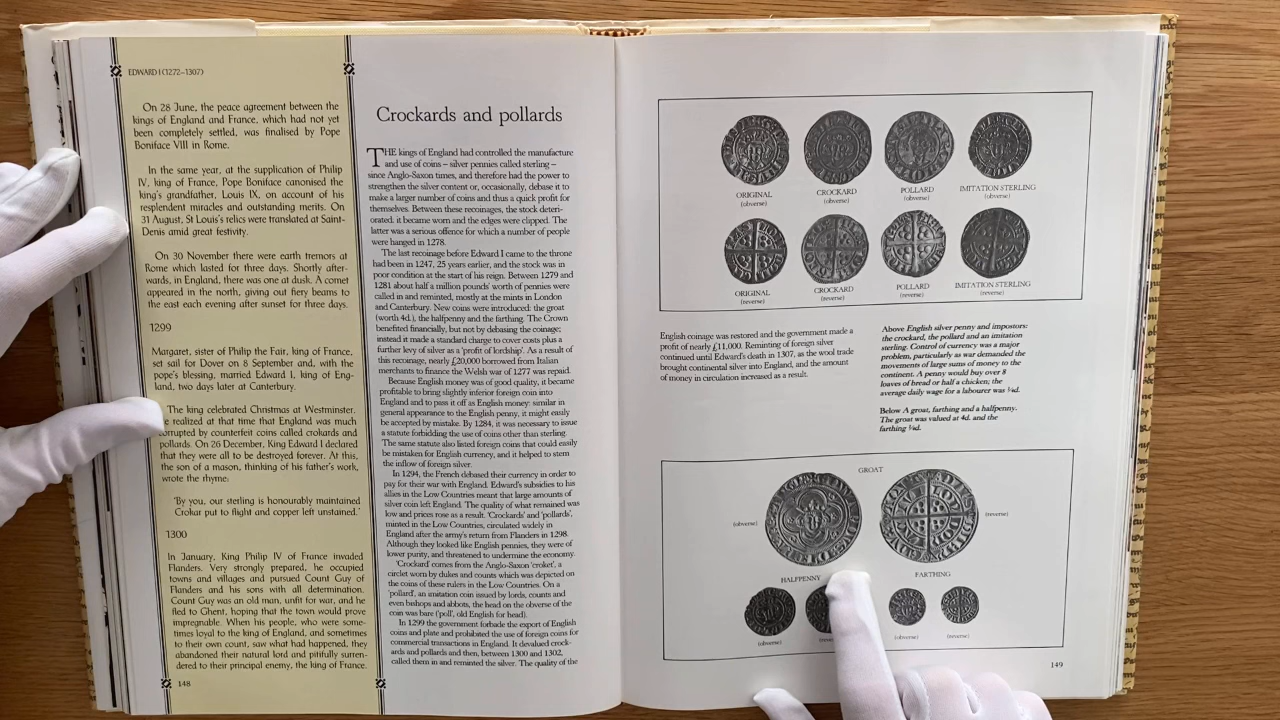 EDWARD I (1272–1307)
On 28 June, the peace agreement between the
kings of England and France, which had not yet
been completely settled, was finalised by Pope
Boniface VIII in Rome.
In the same year, at the supplication of Philip
IV, king of France, Pope Boniface canonised the
king's grandfather, Louis IX, on account of his
resplendent miracles and outstanding merits. On
31 August, St Louis's relics were translated at Saint-
Denis amid great festivity.
On 30 November there were earth tremors at
Rome which lasted for three days. Shortly after-
wards, in England, there was one at dusk. A comet
appeared in the north, giving out fiery beams to
the east each evening after sunset for three days.
1299
Margaret, sister of Philip the Fair, king of France,
set sail for Dover on 8 September and, with the
pope's blessing, married Edward I, king of Eng-
land, two days later at Canterbury.
The king celebrated Christmas at Westminster.
e realized at that time that England was much
corrupted by counterfeit coins called crokards and
pollards. On 26 December, King Edward I declared
that they were all to be destroyed forever. At this,
the son of a mason, thinking of his father's work,
wrote the rhyme:
'By you, our sterling is honourably maintained
Crokar put to flight and copper left unstained.'
1300
In January, King Philip IV of France invaded
Flanders. Very strongly prepared, he occupied
towns and villages and pursued Count Guy of
Flanders and his sons with all determination.
Count Guy was an old man, unfit for war, and he
fled to Ghent, hoping that the town would prove
impregnable. When his people, who were some-
times loyal to the king of England, and sometimes
to their own count, saw what had happened, they
abandoned their natural lord and pitifully surren-
dered to their principal enemy, the king of France.
148
Crockards and pollards
THE kings of England had controlled the manufacture
and use of coins – silver pennies called sterling –
since Anglo-Saxon times, and therefore had the power to
strengthen the silver content or, occasionally, debase it to
make a larger number of coins and thus a quick profit for
themselves. Between these recoinages, the stock deteri-
orated: it became worn and the edges were clipped. The
latter was a serious offence for which a number of people
were hanged in 1278.
The last recoinage before Edward I came to the throne
had been in 1247, 25 years earlier, and the stock was in
poor condition at the start of his reign. Between 1279 and
1281 about half a million pounds' worth of pennies were
called in and reminted, mostly at the mints in London
and Canterbury. New coins were introduced: the groat
(worth 4d.), the halfpenny and the farthing. The Crown
benefited financially, but not by debasing the coinage;
instead it made a standard charge to cover costs plus a
further levy of silver as a 'profit of lordship'. As a result of
this recoinage, nearly £20,000 borrowed from Italian
merchants to finance the Welsh war of 1277 was repaid.
Because English money was of good quality, it became
profitable to bring slightly inferior foreign coin into
England and to pass it off as English money: similar in
general appearance to the English penny, it might easily
be accepted by mistake. By 1284, it was necessary to issue
a statute forbidding the use of coins other than sterling.
The same statute also listed foreign coins that could easily
be mistaken for English currency, and it helped to stem
the inflow of foreign silver.
In 1294, the French debased their currency in order to
pay for their war with England. Edward's subsidies to his
allies in the Low Countries meant that large amounts of
silver coin left England. The quality of what remained was
low and prices rose as a result. 'Crockards' and 'pollards',
minted in the Low Countries, circulated widely in
England after the army's return from Flanders in 1298.
Although they looked like English pennies, they were of
lower purity, and threatened to undermine the economy.
'Crockard' comes from the Anglo-Saxon 'croket', a
circlet worn by dukes and counts which was depicted on
the coins of these rulers in the Low Countries. On a
'pollard', an imitation coin issued by lords, counts and
even bishops and abbots, the head on the obverse of the
coin was bare ('poll', old English for head).
In 1299 the government forbade the export of English
coins and plate and prohibited the use of foreign coins for
commercial transactions in England. It devalued crock-
ards and pollards and then, between 1300 and 1302,
called them in and reminted the silver. The quality of the
ORIGINAL
(obverse)
CROCKARD
(obverse)
POLLARD
(obverse)
IMITATION STERLING
(obverse)
ORIGINAL
(reverse)
CROCKARD
(reverse)
POLLARD
(reverse)
IMITATION STERLING
(reverse)
English coinage was restored and the government made a
profit of nearly £11,000. Reminting of foreign silver
continued until Edward's death in 1307, as the wool trade
brought continental silver into England, and the amount
of money in circulation increased as a result.
Above English silver penny and impostors:
the crockard, the pollard and an imitation
sterling. Control of currency was a major
problem, particularly as war demanded the
movements of large sums of money to the
continent. A penny would buy over 8
loaves of bread or half a chicken; the
average daily wage for a labourer was ¾d.
Below A groat, farthing and a halfpenny.
The groat was valued at 4d. and the
farthing ¼d.
GROAT
(obverse)
(reverse)
HALFPENNY
FARTHING
(obverse)
(obverse)
(reverse)
149